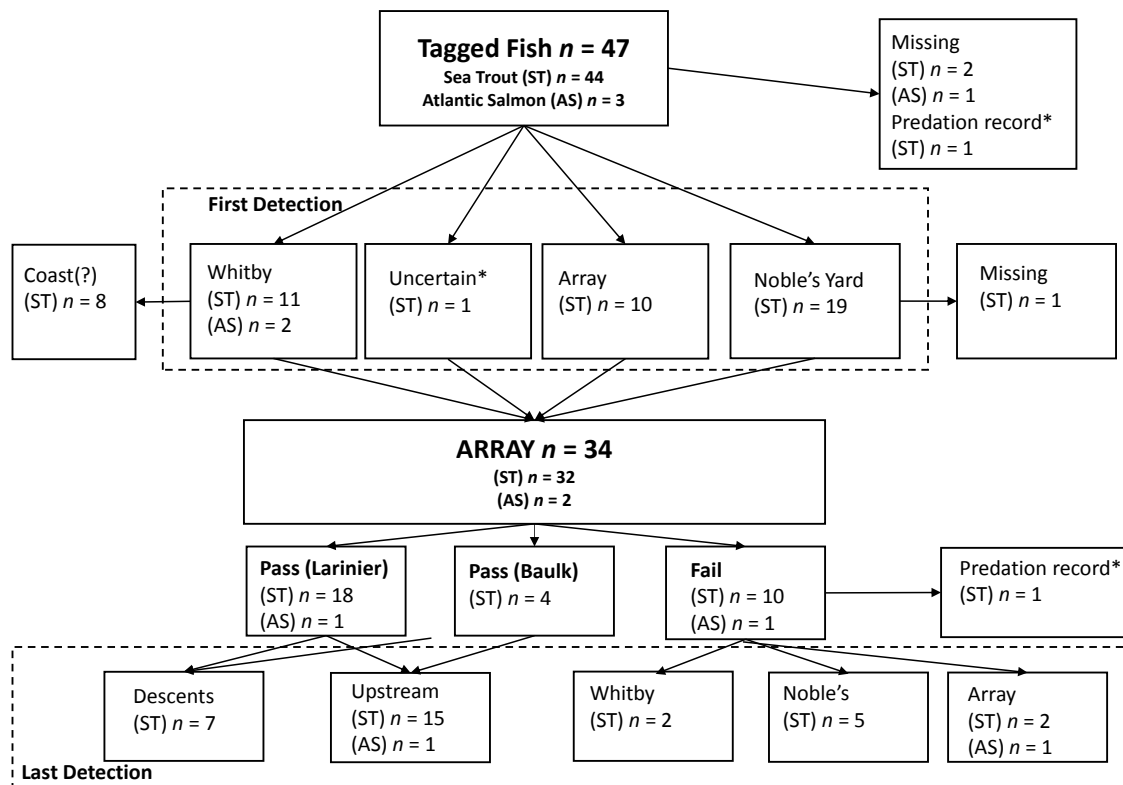 Tagged Fish n = 47
Sea Trout (ST) n = 44
Atlantic Salmon (AS) n = 3
Missing
(ST) n = 2
(AS) n = 1
Predation record*
(ST) n = 1
First Detection
Coast(?)
(ST) n = 8
Whitby
(ST) n = 11
(AS) n = 2
Uncertain*
(ST) n = 1
Array
(ST) n = 10
Noble's Yard
(ST) n = 19
Missing
(ST) n = 1
ARRAY n = 34
(ST) n = 32
(AS) n = 2
Pass (Larinier)
(ST) n = 18
(AS) n = 1
Pass (Baulk)
(ST) n = 4
Fail
(ST) n = 10
(AS) n = 1
Predation record*
(ST) n = 1
Descents
(ST) n = 7
Upstream
(ST) n = 15
(AS) n = 1
Whitby
(ST) n = 2
Noble's
(ST) n = 5
Array
(ST) n = 2
(AS) n = 1
Last Detection